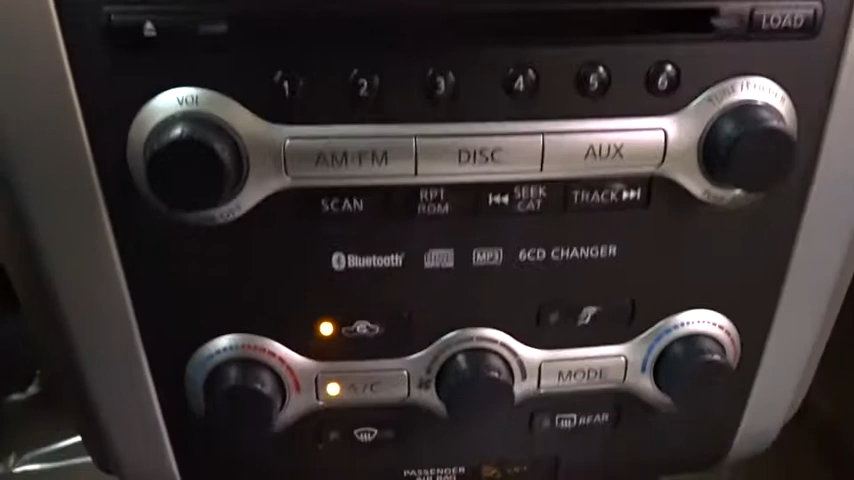 LOAD
1 2 3 4 5 6
VOL
TUNE/FOLDER
AM·FM DISC AUX
SCAN RPT SEEK TRACK
RDM CAT
Bluetooth MP3 6CD CHANGER
A/C MODE
REAR
PASSENGER
AIR BAG